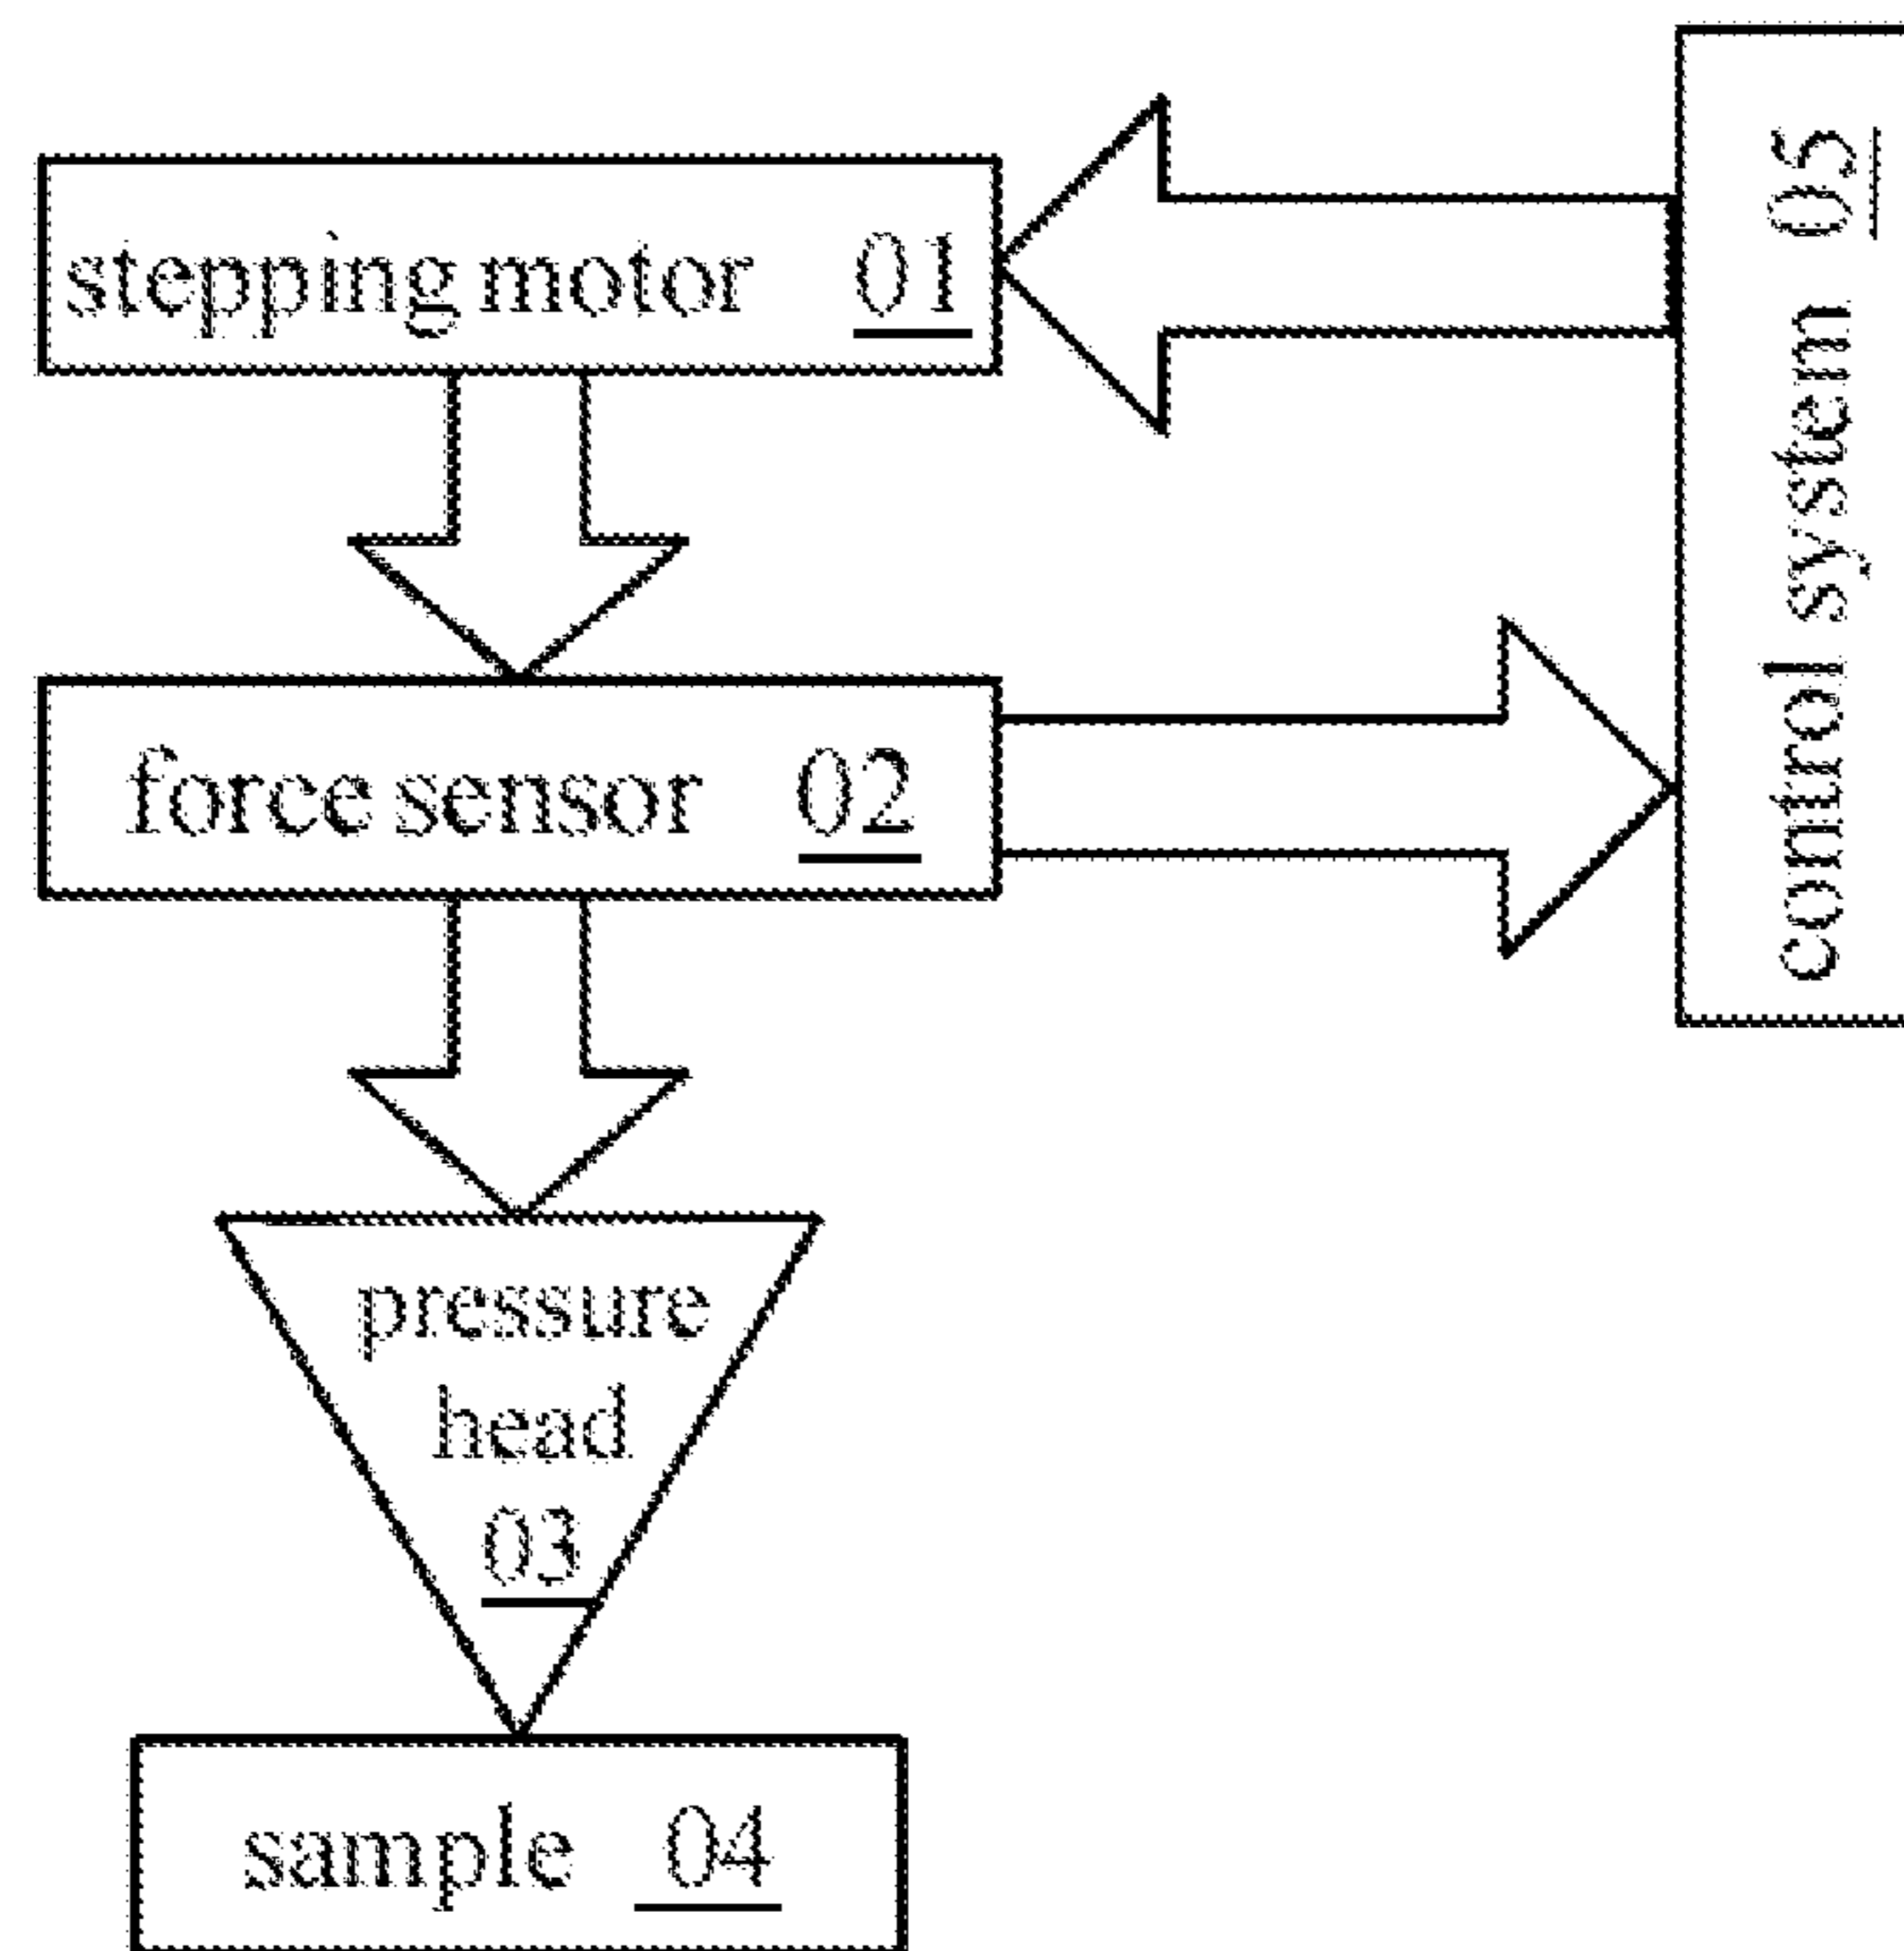 stepping motor 01
control system 05
force sensor 02
pressure
head
03
sample 04